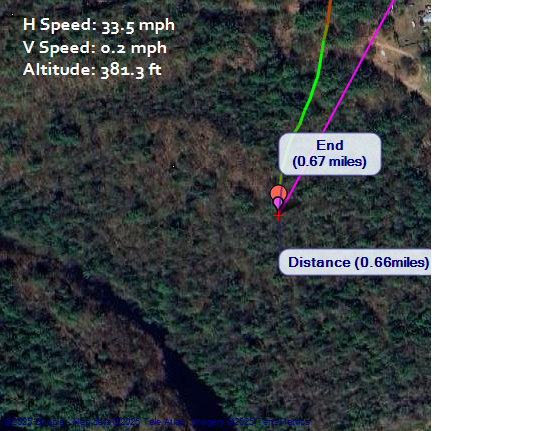 H Speed: 33.5 mph
V Speed: 0.2 mph
Altitude: 381.3 ft
End
(0.67 miles)
Distance (0.66miles)